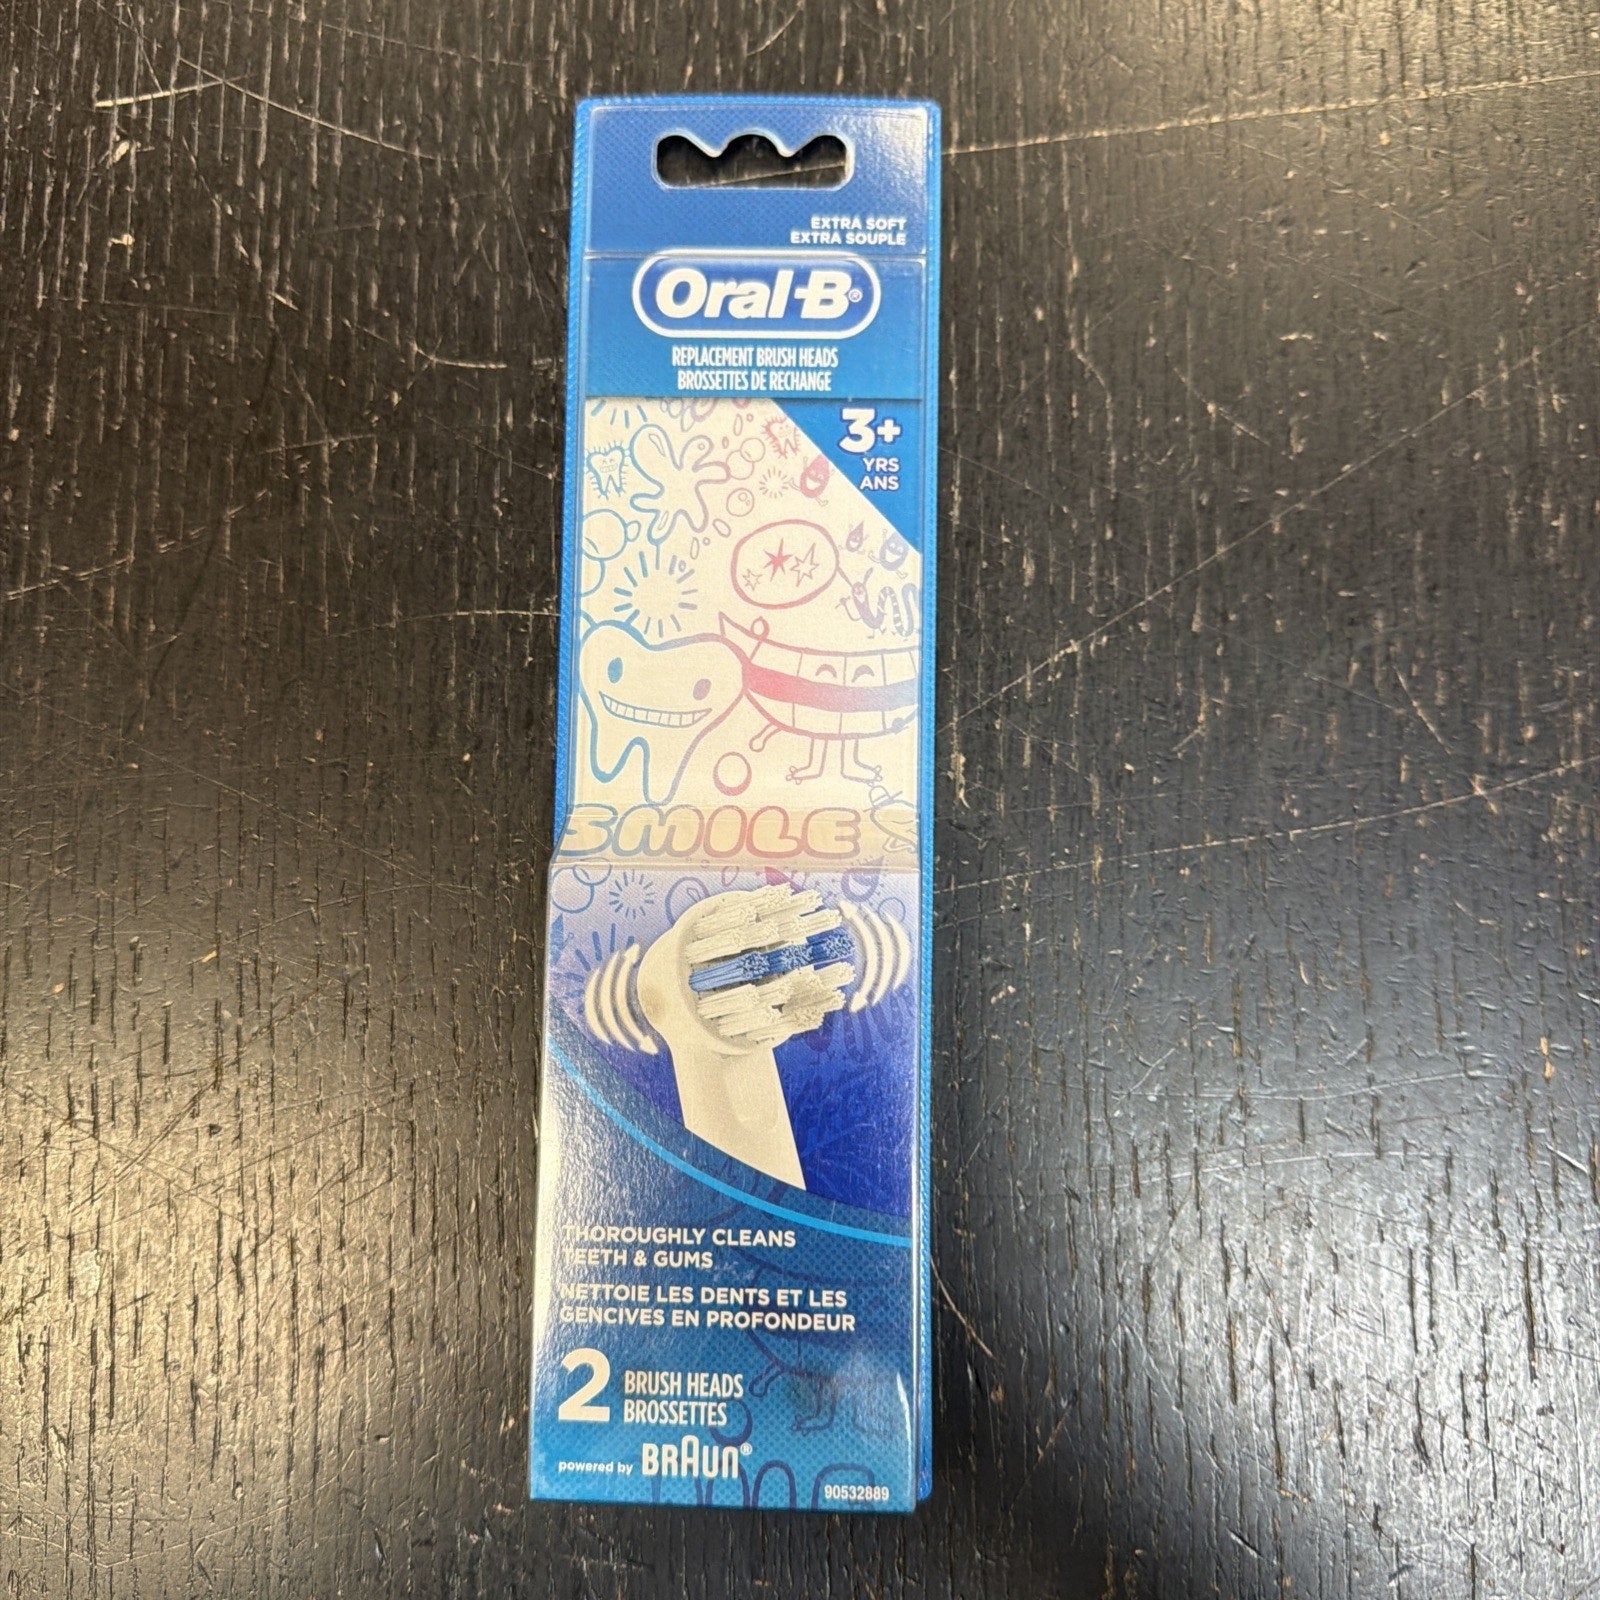 EXTRA SOFT
EXTRA SOUPLE
Oral-B®
REPLACEMENT BRUSH HEADS
BROSSETTES DE RECHANGE
3+
YRS
ANS
SMILE
THOROUGHLY CLEANS
TEETH & GUMS
NETTOIE LES DENTS ET LES
GENCIVES EN PROFONDEUR
2 BRUSH HEADS
BROSSETTES
powered by BRAUN®
90532889